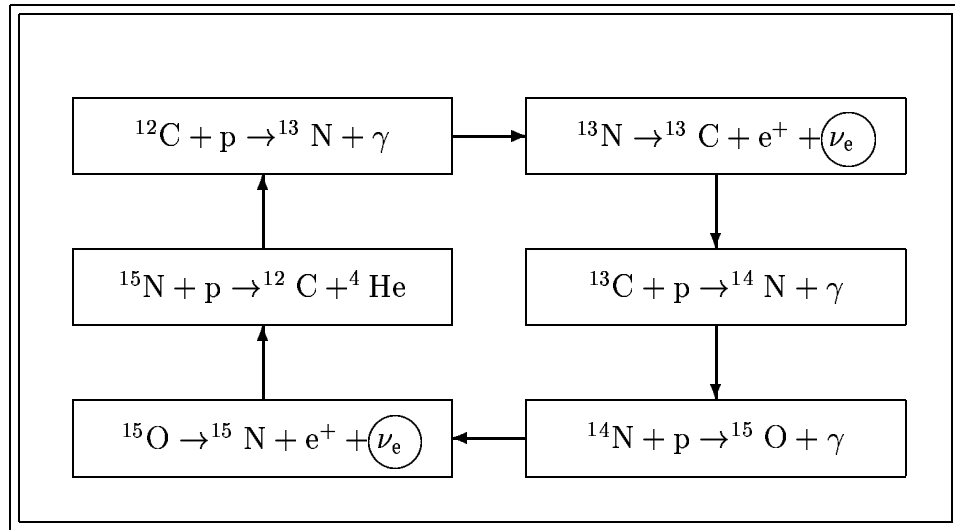 ¹²C + p →¹³ N + γ
¹³N →¹³ C + e⁺ + νₑ
¹⁵N + p →¹² C +⁴ He
¹³C + p →¹⁴ N + γ
¹⁵O →¹⁵ N + e⁺ + νₑ
¹⁴N + p →¹⁵ O + γ